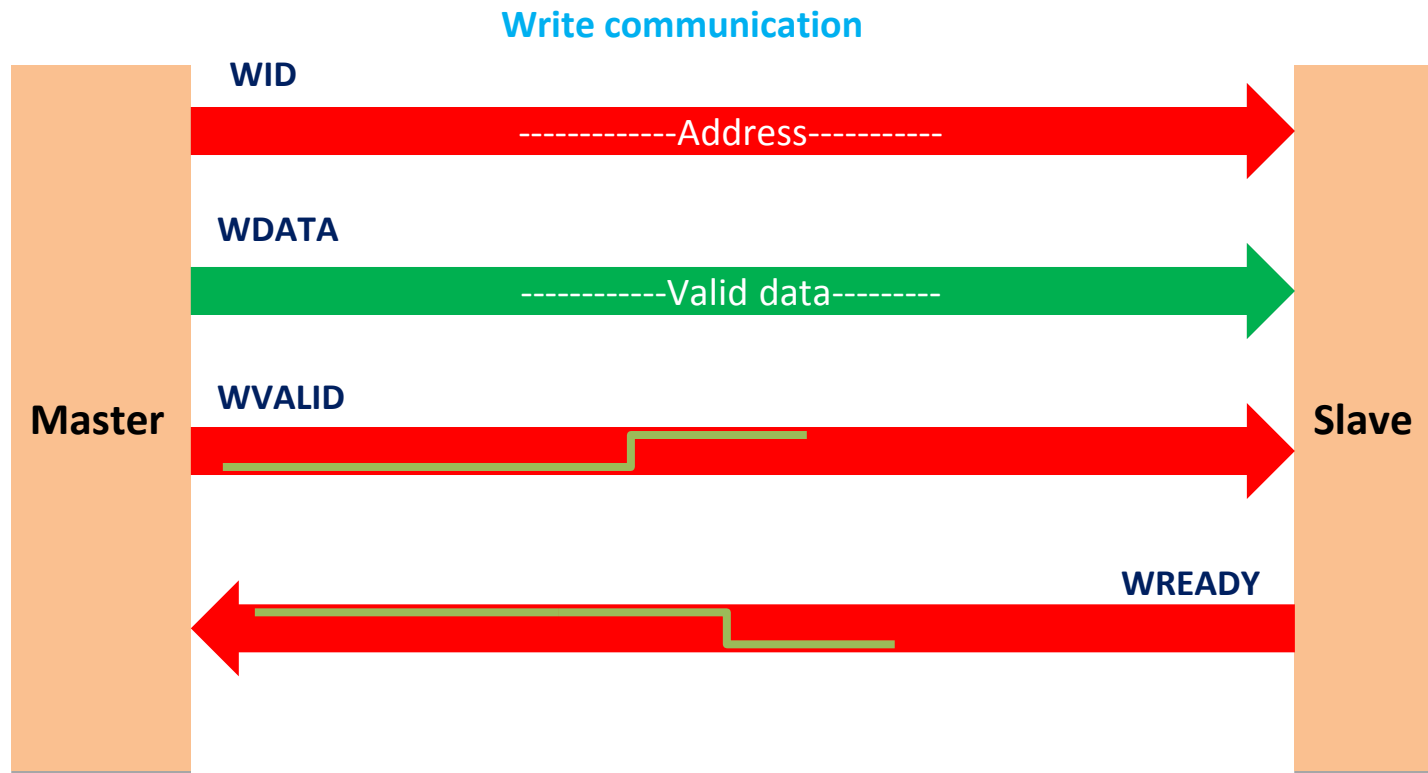 Write communication
WID
-------------Address-----------
WDATA
------------Valid data---------
WVALID
Master
Slave
WREADY